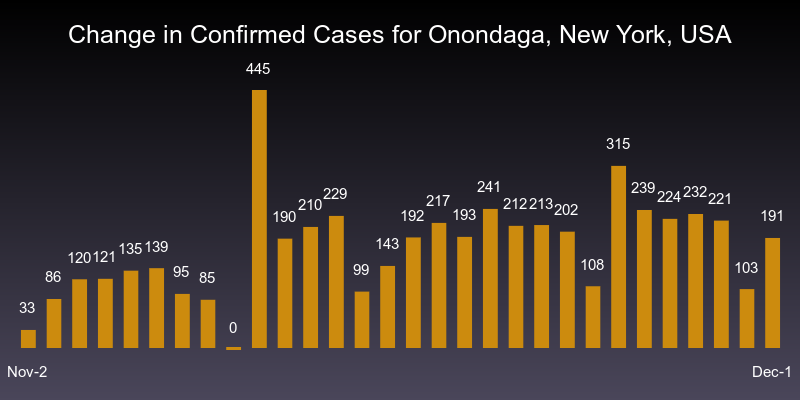 Change in Confirmed Cases for Onondaga, New York, USA
33 86 120 121 135 139 95 85 0 445 190 210 229 99 143 192 217 193 241 212 213 202 108 315 239 224 232 221 103 191
Nov-2 Dec-1